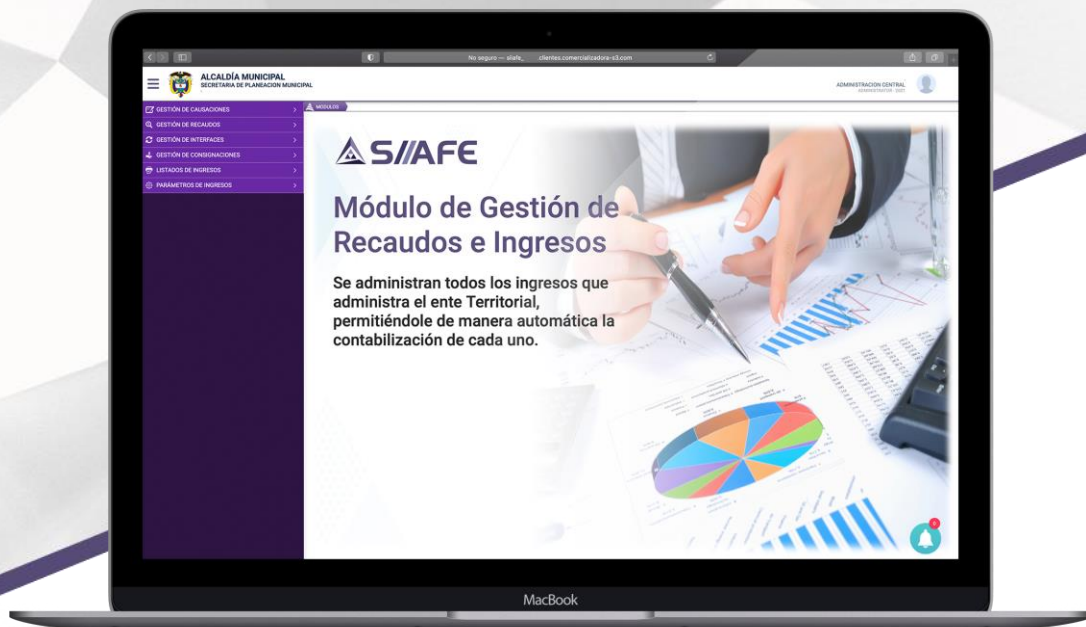 No seguro — siiafe_ .clientes.comercializadora-s3.com
ALCALDÍA MUNICIPAL
SECRETARIA DE PLANEACION MUNICIPAL
ADMINISTRACION CENTRAL
GESTIÓN DE CAUSACIONES
GESTIÓN DE RECAUDOS
GESTIÓN DE INTERFACES
GESTIÓN DE CONSIGNACIONES
LISTADOS DE INGRESOS
PARÁMETROS DE INGRESOS
MODULOS
SIIAFE
Módulo de Gestión de
Recaudos e Ingresos
Se administran todos los ingresos que
administra el ente Territorial,
permitiéndole de manera automática la
contabilización de cada uno.
MacBook